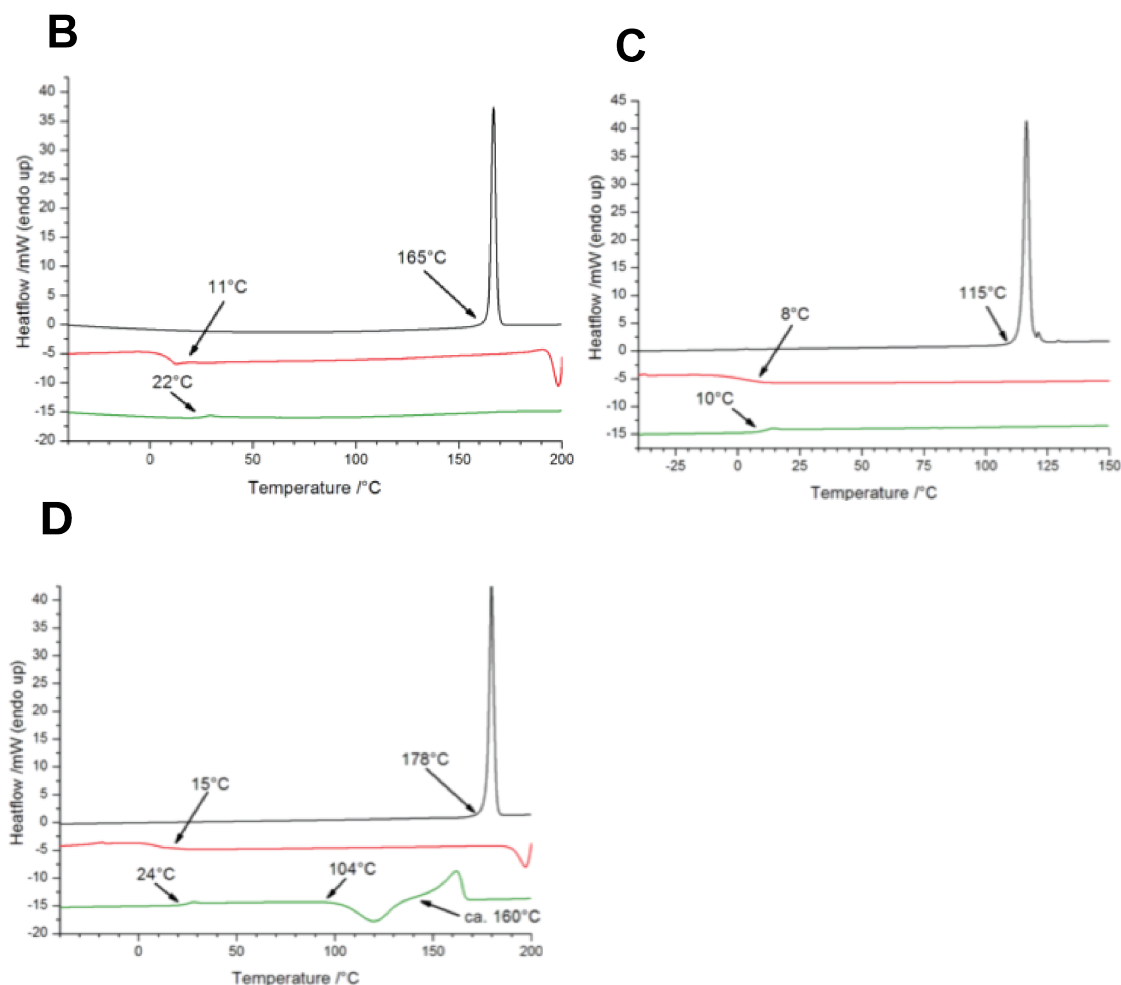 B
Heatflow /mW (endo up)
40
35
30
25
20
15
10
5
0
-5
-10
-15
-20
165°C
11°C
22°C
0
50
100
150
200
Temperature /°C
C
Heatflow /mW (endo up)
45
40
35
30
25
20
15
10
5
0
-5
-10
-15
115°C
8°C
10°C
-25
0
25
50
75
100
125
150
Temperature /°C
D
Heatflow /mW (endo up)
40
35
30
25
20
15
10
5
0
-5
-10
-15
-20
178°C
15°C
24°C
104°C
ca. 160°C
0
50
100
150
200
Temperature /°C